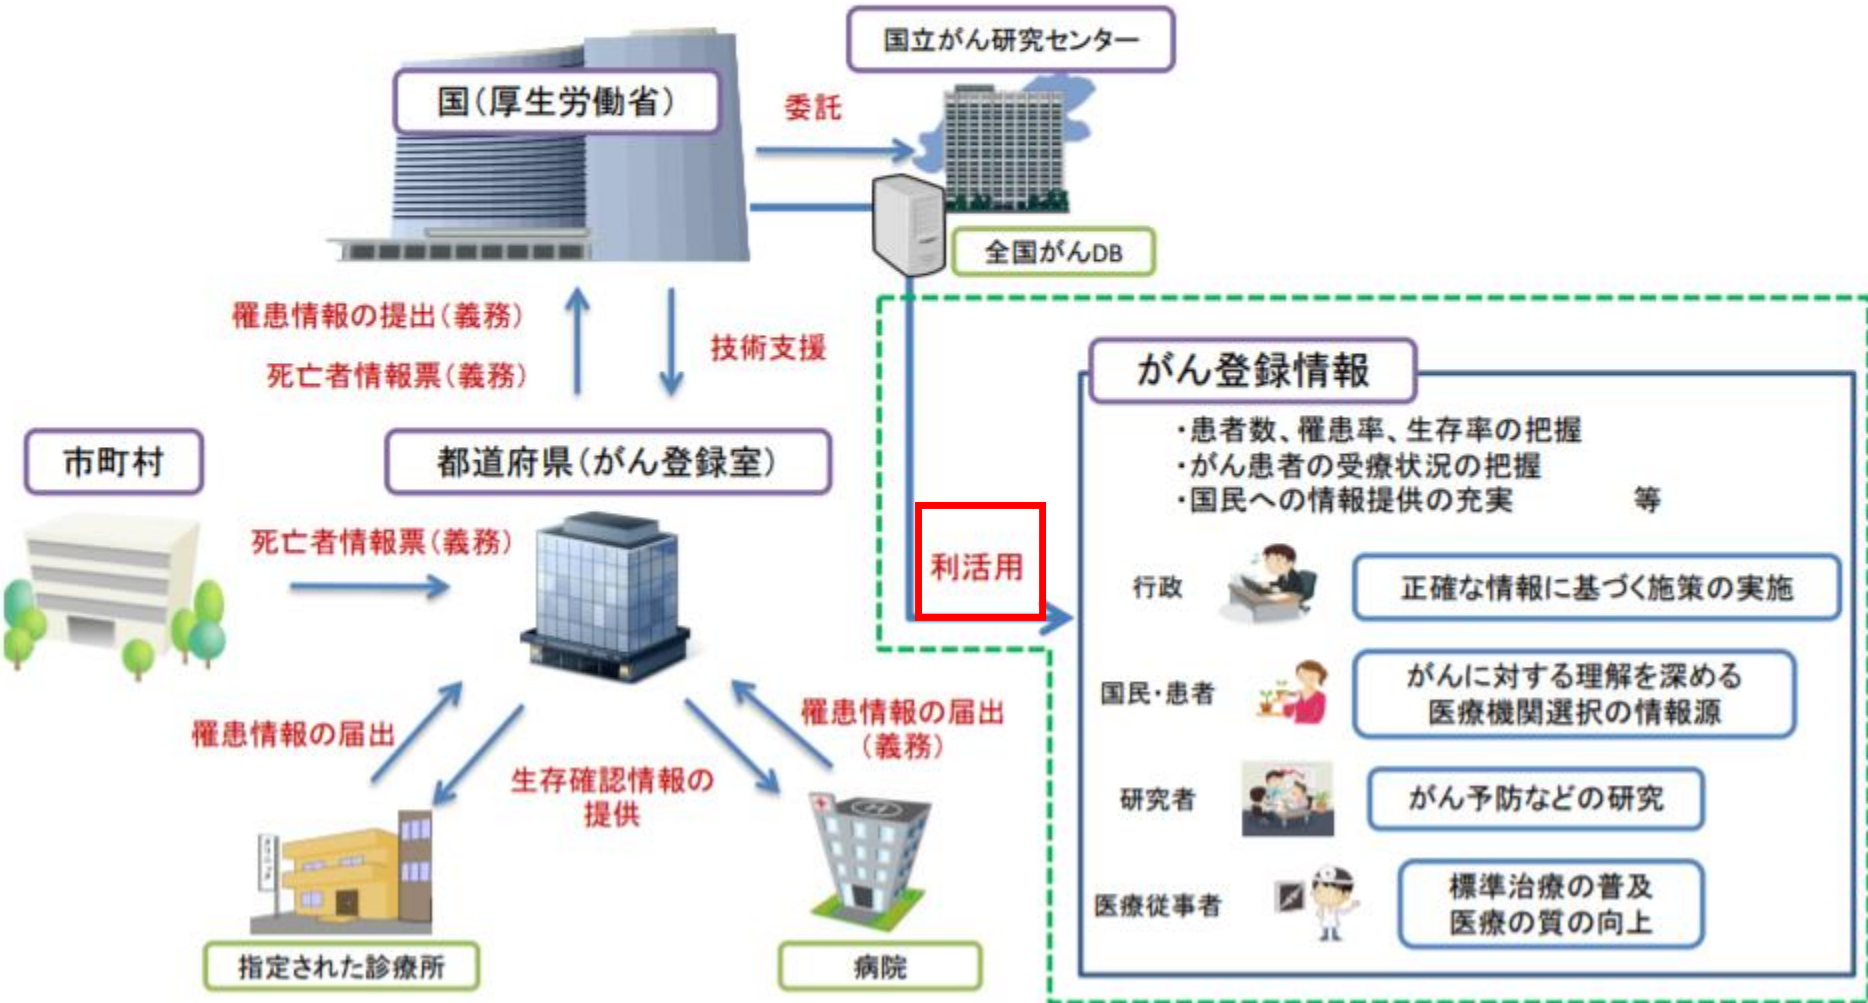 国立がん研究センター
国(厚生労働省)
委託
全国がんDB
罹患情報の提出(義務)
死亡者情報票(義務)
技術支援
市町村
都道府県(がん登録室)
死亡者情報票(義務)
罹患情報の届出
生存確認情報の
提供
罹患情報の届出
(義務)
クリニック
指定された診療所
病院
利活用
がん登録情報
・患者数、罹患率、生存率の把握
・がん患者の受療状況の把握
・国民への情報提供の充実 等
行政
正確な情報に基づく施策の実施
国民・患者
がんに対する理解を深める
医療機関選択の情報源
研究者
がん予防などの研究
医療従事者
標準治療の普及
医療の質の向上